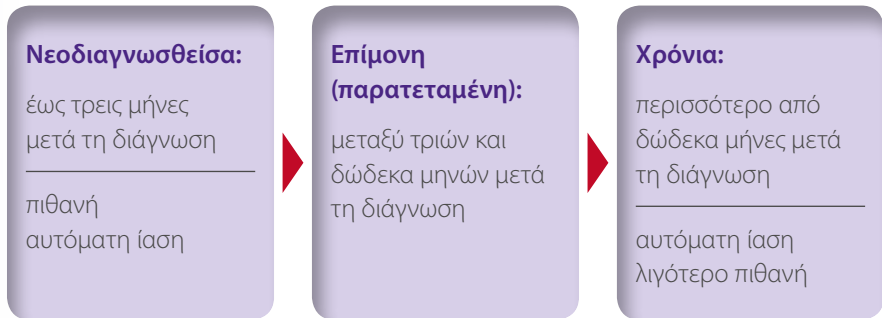 Νεοδιαγνωσθείσα:
έως τρεις μήνες
μετά τη διάγνωση
πιθανή
αυτόματη ίαση
Επίμονη
(παρατεταμένη):
μεταξύ τριών και
δώδεκα μηνών μετά
τη διάγνωση
Χρόνια:
περισσότερο από
δώδεκα μήνες μετά
τη διάγνωση
αυτόματη ίαση
λιγότερο πιθανή